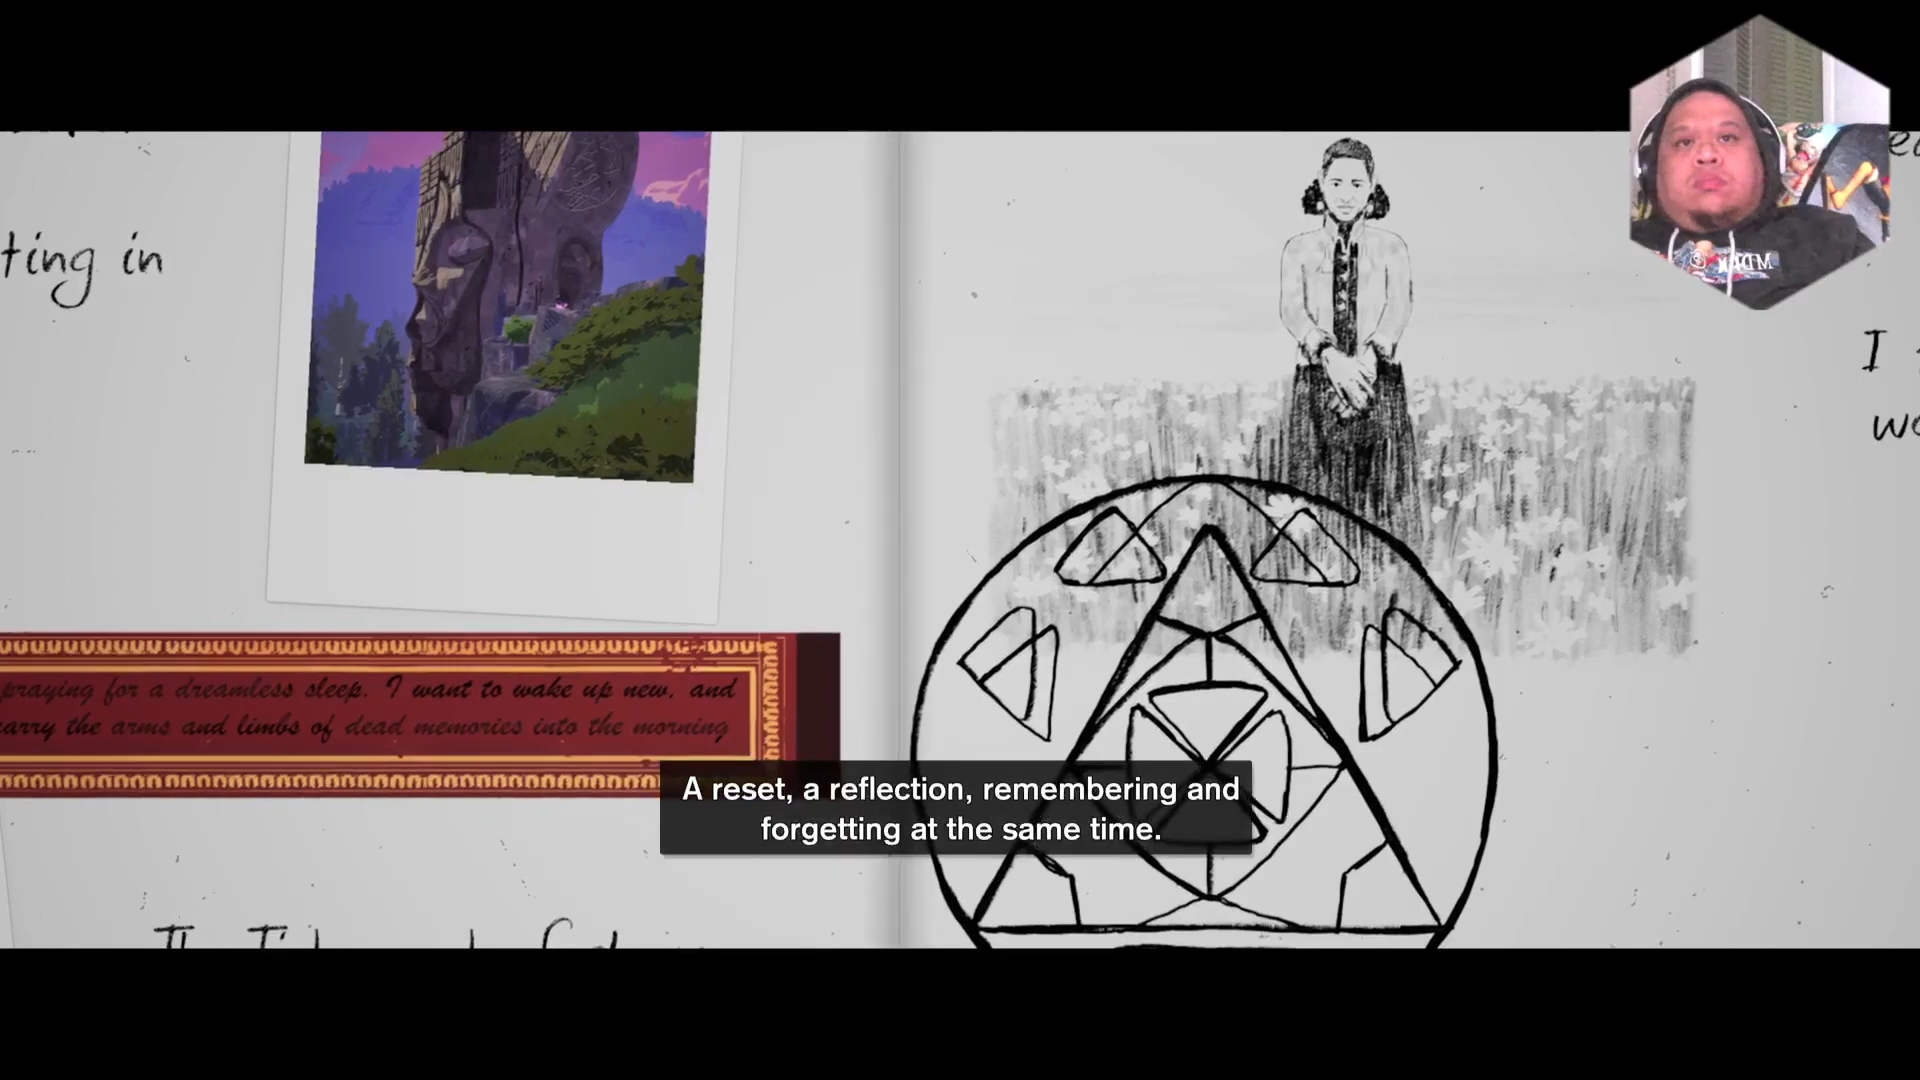 ting in
I
wo
praying for a dreamless sleep. I want to wake up new, and
carry the arms and limbs of dead memories into the morning
A reset, a reflection, remembering and
forgetting at the same time.